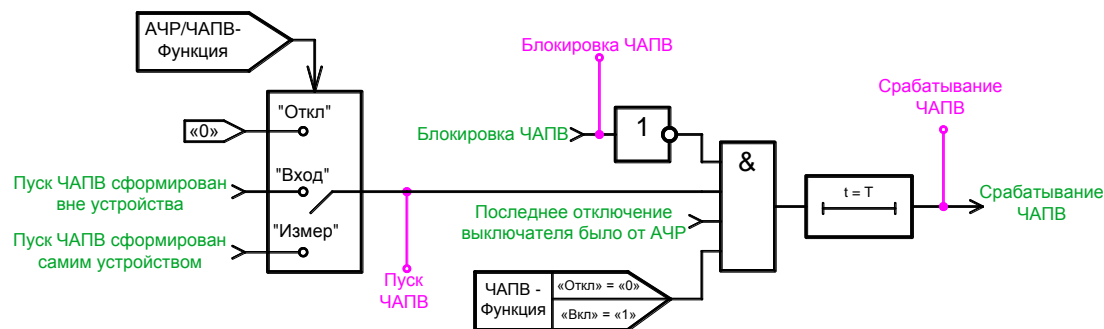 АЧР/ЧАПВ-
Функция
"Откл"
«0»
"Вход"
Пуск ЧАПВ сформирован
вне устройства
"Измер"
Пуск ЧАПВ сформирован
самим устройством
Пуск
ЧАПВ
Блокировка ЧАПВ
Блокировка ЧАПВ
1
&
Последнее отключение
выключателя было от АЧР
ЧАПВ -
Функция
«Откл» = «0»
«Вкл» = «1»
t = T
Срабатывание
ЧАПВ
Срабатывание
ЧАПВ